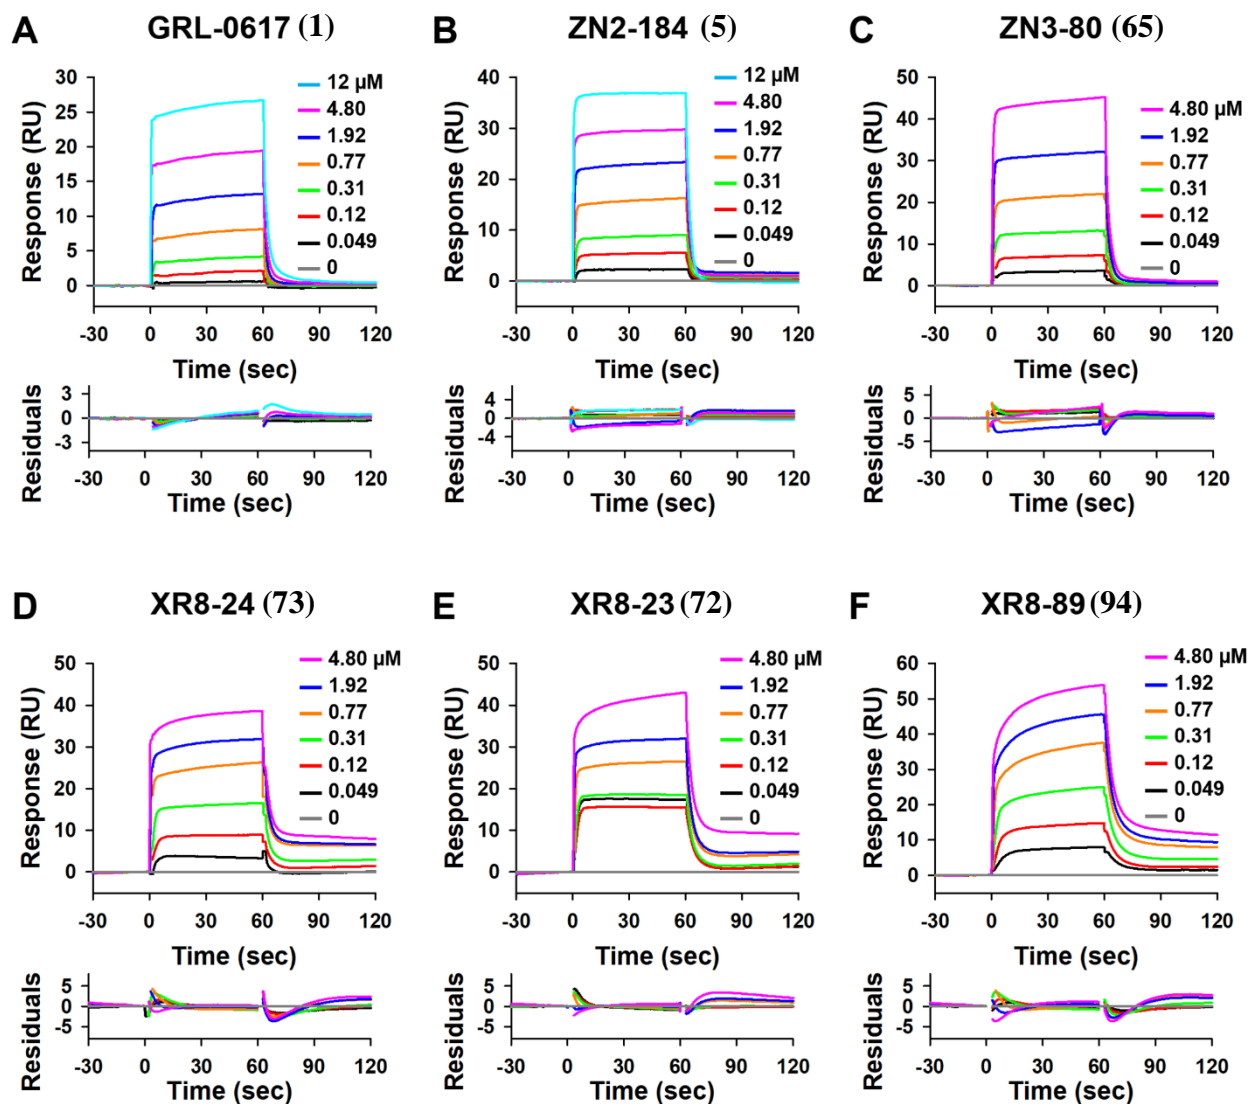 A GRL-0617 (1)
Response (RU)
30
25
20
15
10
5
0
12 µM
4.80
1.92
0.77
0.31
0.12
0.049
0
-30 0 30 60 90 120
Time (sec)
Residuals
3
0
-3
-30 0 30 60 90 120
Time (sec)
B ZN2-184 (5)
Response (RU)
40
30
20
10
0
12 µM
4.80
1.92
0.77
0.31
0.12
0.049
0
-30 0 30 60 90 120
Time (sec)
Residuals
4
0
-4
-30 0 30 60 90 120
Time (sec)
C ZN3-80 (65)
Response (RU)
50
40
30
20
10
0
4.80 µM
1.92
0.77
0.31
0.12
0.049
0
-30 0 30 60 90 120
Time (sec)
Residuals
5
0
-5
-30 0 30 60 90 120
Time (sec)
D XR8-24 (73)
Response (RU)
50
40
30
20
10
0
4.80 µM
1.92
0.77
0.31
0.12
0.049
0
-30 0 30 60 90 120
Time (sec)
Residuals
5
0
-5
-30 0 30 60 90 120
Time (sec)
E XR8-23 (72)
Response (RU)
50
40
30
20
10
0
4.80 µM
1.92
0.77
0.31
0.12
0.049
0
-30 0 30 60 90 120
Time (sec)
Residuals
5
0
-5
-30 0 30 60 90 120
Time (sec)
F XR8-89 (94)
Response (RU)
60
50
40
30
20
10
0
4.80 µM
1.92
0.77
0.31
0.12
0.049
0
-30 0 30 60 90 120
Time (sec)
Residuals
5
0
-5
-30 0 30 60 90 120
Time (sec)